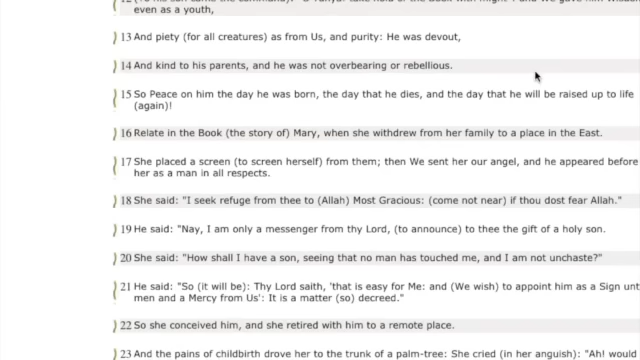 even as a youth,
13 And piety (for all creatures) as from Us, and purity: He was devout,
14 And kind to his parents, and he was not overbearing or rebellious.
15 So Peace on him the day he was born, the day that he dies, and the day that he will be raised up to life
(again)!
16 Relate in the Book (the story of) Mary, when she withdrew from her family to a place in the East.
17 She placed a screen (to screen herself) from them; then We sent her our angel, and he appeared before
her as a man in all respects.
18 She said: "I seek refuge from thee to (Allah) Most Gracious: (come not near) if thou dost fear Allah."
19 He said: "Nay, I am only a messenger from thy Lord, (to announce) to thee the gift of a holy son.
20 She said: "How shall I have a son, seeing that no man has touched me, and I am not unchaste?"
21 He said: "So (it will be): Thy Lord saith, 'that is easy for Me: and (We wish) to appoint him as a Sign unt
men and a Mercy from Us': It is a matter (so) decreed."
22 So she conceived him, and she retired with him to a remote place.
23 And the pains of childbirth drove her to the trunk of a palm-tree: She cried (in her anguish): "Ah! would